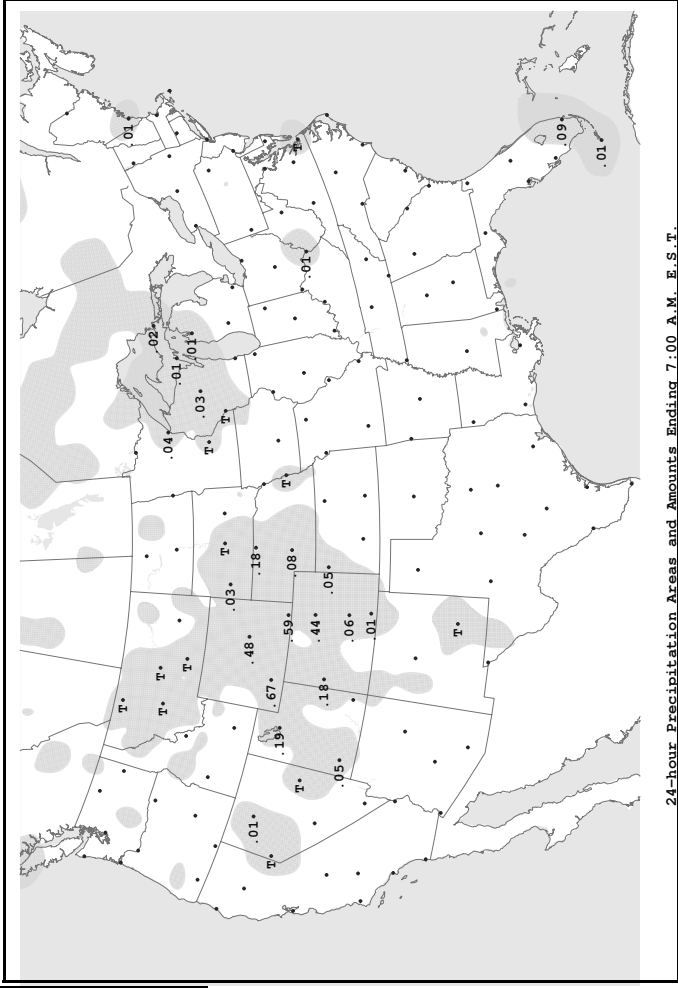 T
.01
.02
T
T
.04
.01
T
.01
.03
T
T
T
.03
.48
.01
.18
T
.67
.19
T
.59
.08
T
T
.01
.44
.18
.05
.05
.06
.01
T
.09
.01
24-hour Precipitation Areas and Amounts Ending 7:00 A.M. E.S.T.